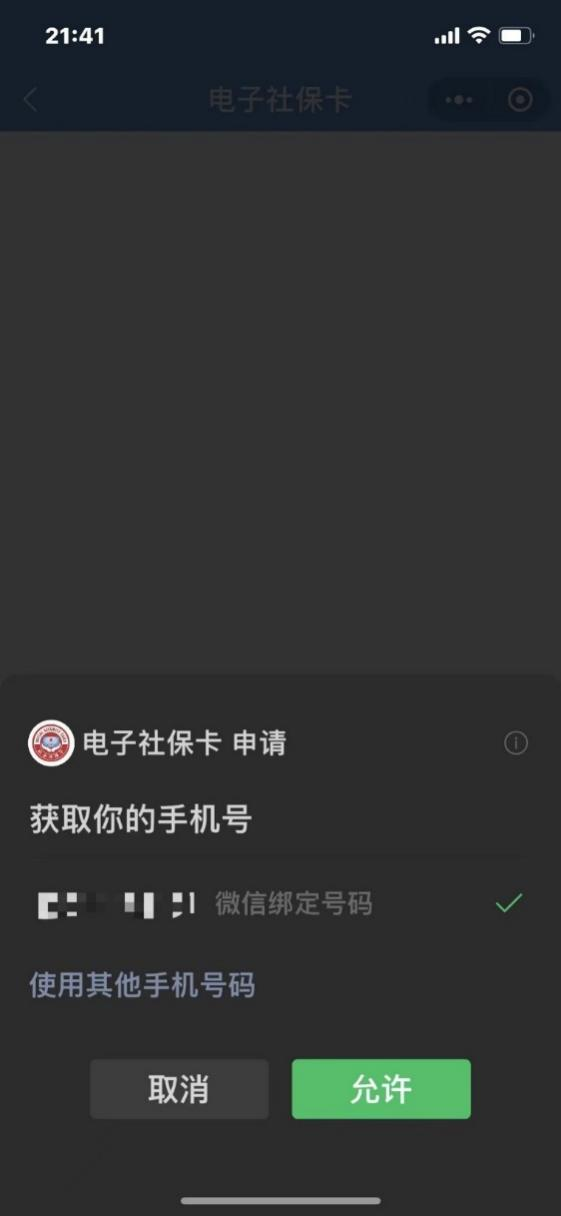 21:41
电子社保卡
电子社保卡 申请
获取你的手机号
微信绑定号码
使用其他手机号码
取消
允许